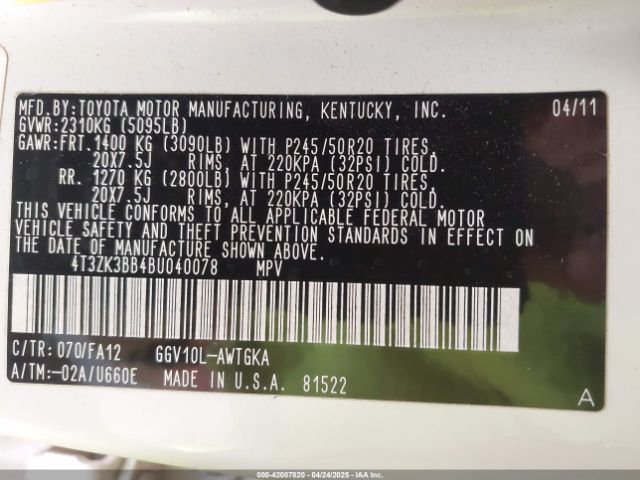 MFD.BY:TOYOTA MOTOR MANUFACTURING, KENTUCKY, INC. 04/11
GVWR:2310KG (5095LB)
GAWR:FRT.1400 KG (3090LB) WITH P245/50R20 TIRES,
20X7.5J RIMS, AT 220KPA (32PSI) COLD.
RR. 1270 KG (2800LB) WITH P245/50R20 TIRES,
20X7.5J RIMS, AT 220KPA (32PSI) COLD.
THIS VEHICLE CONFORMS TO ALL APPLICABLE FEDERAL MOTOR
VEHICLE SAFETY AND THEFT PREVENTION STANDARDS IN EFFECT ON
THE DATE OF MANUFACTURE SHOWN ABOVE.
4T3ZK3BB4BU040078 MPV
C/TR:070/FA12 GGV10L-AWTGKA
A/TM:-02A/U660E MADE IN U.S.A. 81522
A
000-42087820 - 04/24/2025 - IAA Inc.